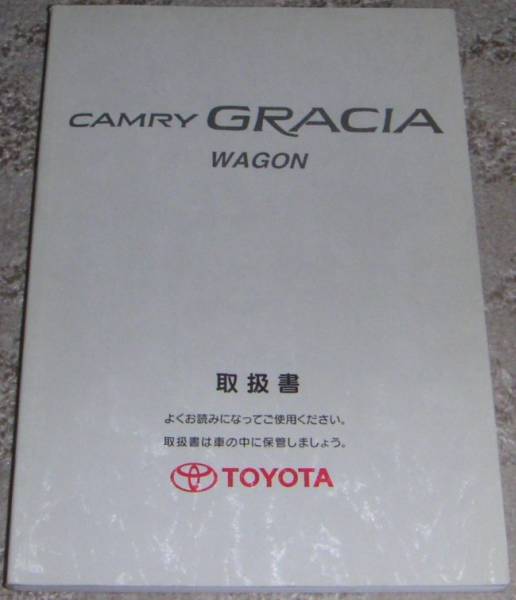 CAMRY GRACIA
WAGON
取扱書
よくお読みになってご使用ください。
取扱書は車の中に保管しましょう。
TOYOTA